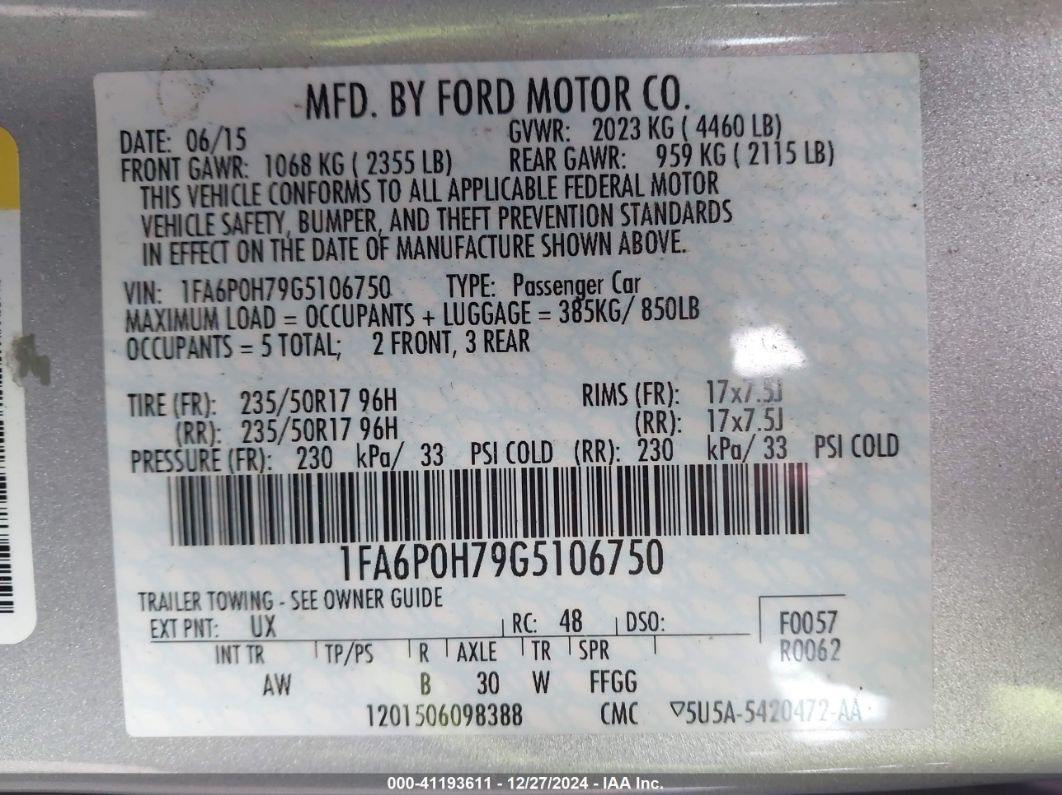 MFD. BY FORD MOTOR CO.
DATE: 06/15 GVWR: 2023 KG ( 4460 LB)
FRONT GAWR: 1068 KG ( 2355 LB) REAR GAWR: 959 KG ( 2115 LB)
THIS VEHICLE CONFORMS TO ALL APPLICABLE FEDERAL MOTOR
VEHICLE SAFETY, BUMPER, AND THEFT PREVENTION STANDARDS
IN EFFECT ON THE DATE OF MANUFACTURE SHOWN ABOVE.
VIN: 1FA6P0H79G5106750 TYPE: Passenger Car
MAXIMUM LOAD = OCCUPANTS + LUGGAGE = 385KG/ 850LB
OCCUPANTS = 5 TOTAL; 2 FRONT, 3 REAR
TIRE (FR): 235/50R17 96H RIMS (FR): 17x7.5J
(RR): 235/50R17 96H (RR): 17x7.5J
PRESSURE (FR): 230 kPa/ 33 PSI COLD (RR): 230 kPa/ 33 PSI COLD
1FA6P0H79G5106750
TRAILER TOWING - SEE OWNER GUIDE
EXT PNT: UX RC: 48 DSO: F0057
INT TR TP/PS R AXLE TR SPR R0062
AW B 30 W FFGG
1201506098388 CMC ▽5U5A-5420472-AA
000-41193611 - 12/27/2024 - IAA Inc.